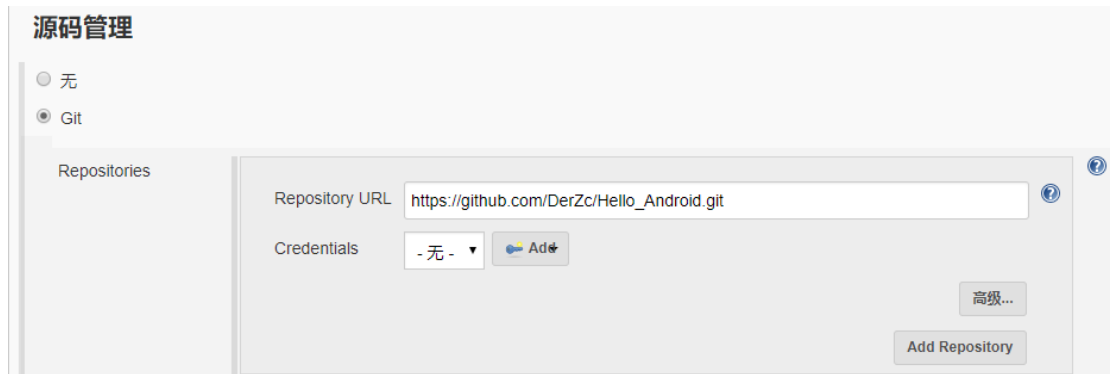 源码管理
无
Git
Repositories
Repository URL https://github.com/DerZc/Hello_Android.git
Credentials - 无 - Add
高级...
Add Repository